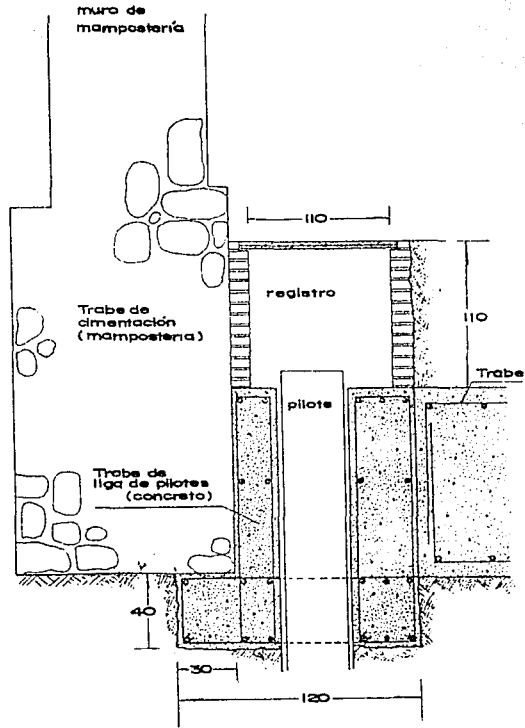 muro de
mampostería
110
registro
Trabe de
cimentación
(mampostería)
110
Trabe
pilote
Trabe de
liga de pilotes
(concreto)
40
30
120